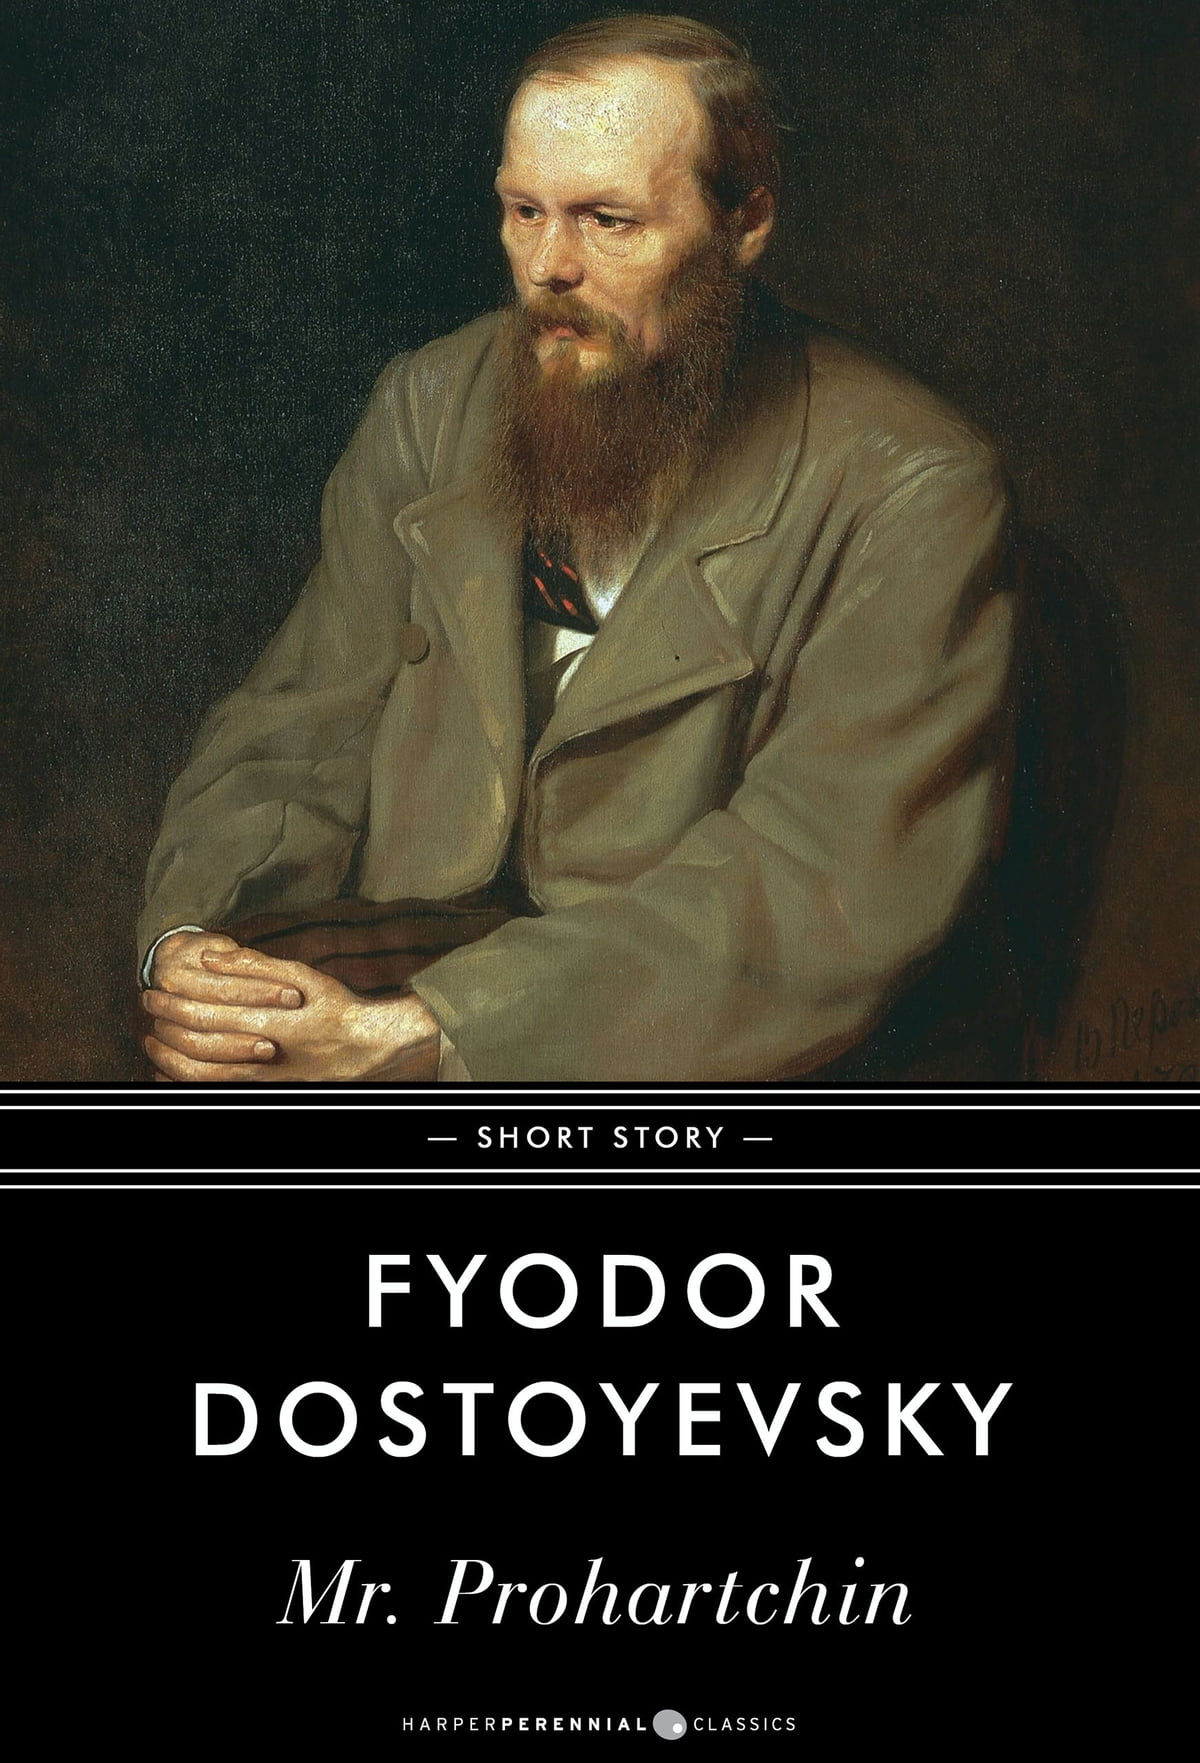 — SHORT STORY —
FYODOR
DOSTOYEVSKY
Mr. Prohartchin
HARPERPERENNIAL CLASSICS